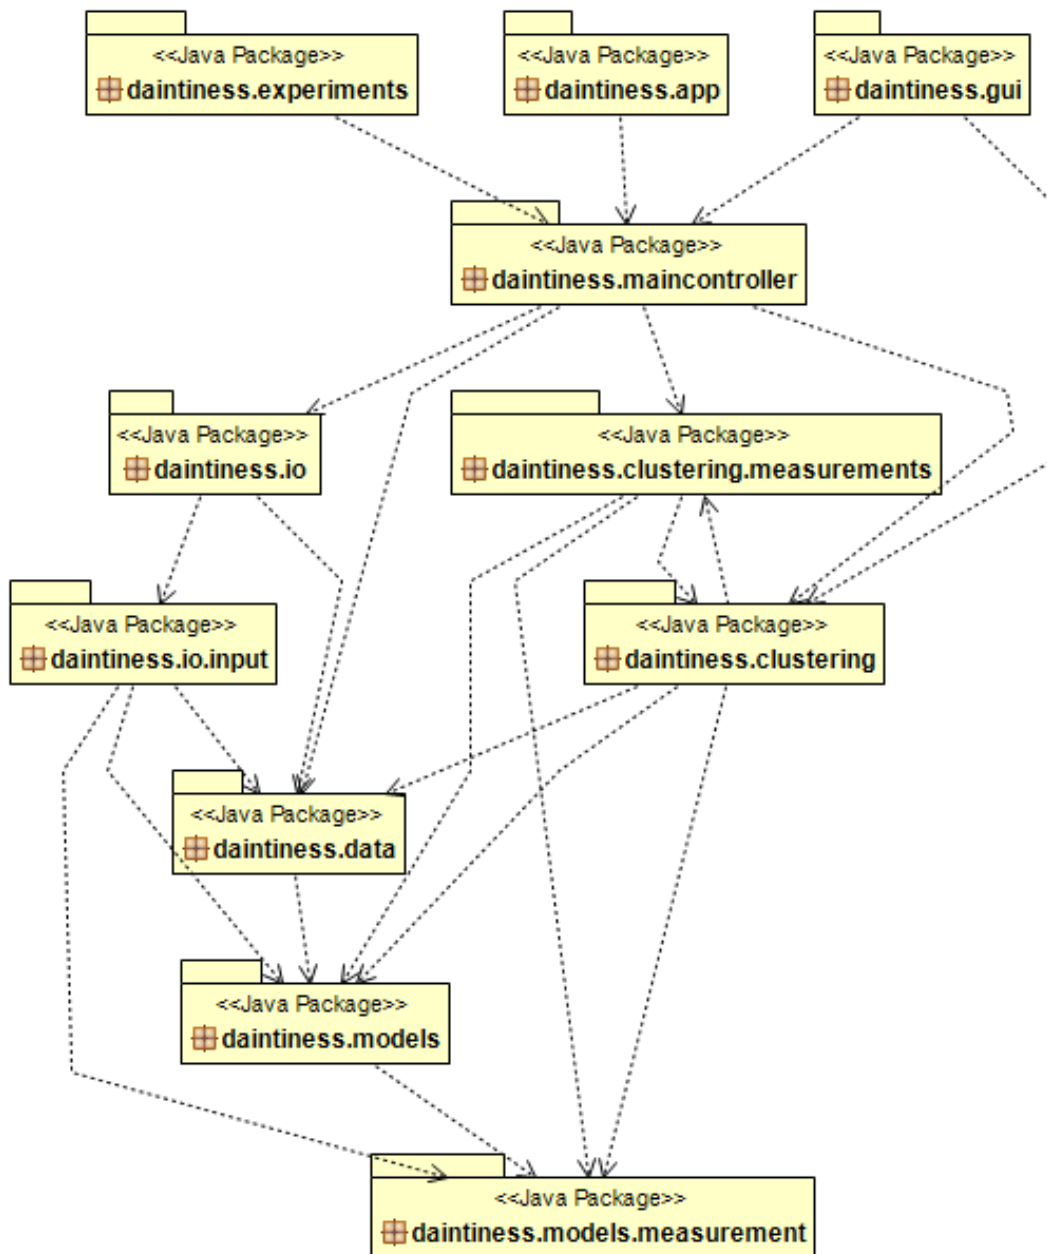 <<Java Package>>
daintiness.experiments
<<Java Package>>
daintiness.app
<<Java Package>>
daintiness.gui
<<Java Package>>
daintiness.maincontroller
<<Java Package>>
daintiness.io
<<Java Package>>
daintiness.clustering.measurements
<<Java Package>>
daintiness.io.input
<<Java Package>>
daintiness.clustering
<<Java Package>>
daintiness.data
<<Java Package>>
daintiness.models
<<Java Package>>
daintiness.models.measurement